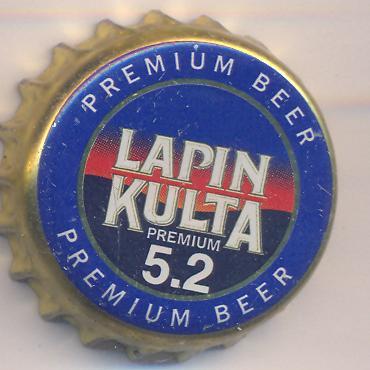 PREMIUM BEER
LAPIN
KULTA
PREMIUM
5.2
PREMIUM BEER